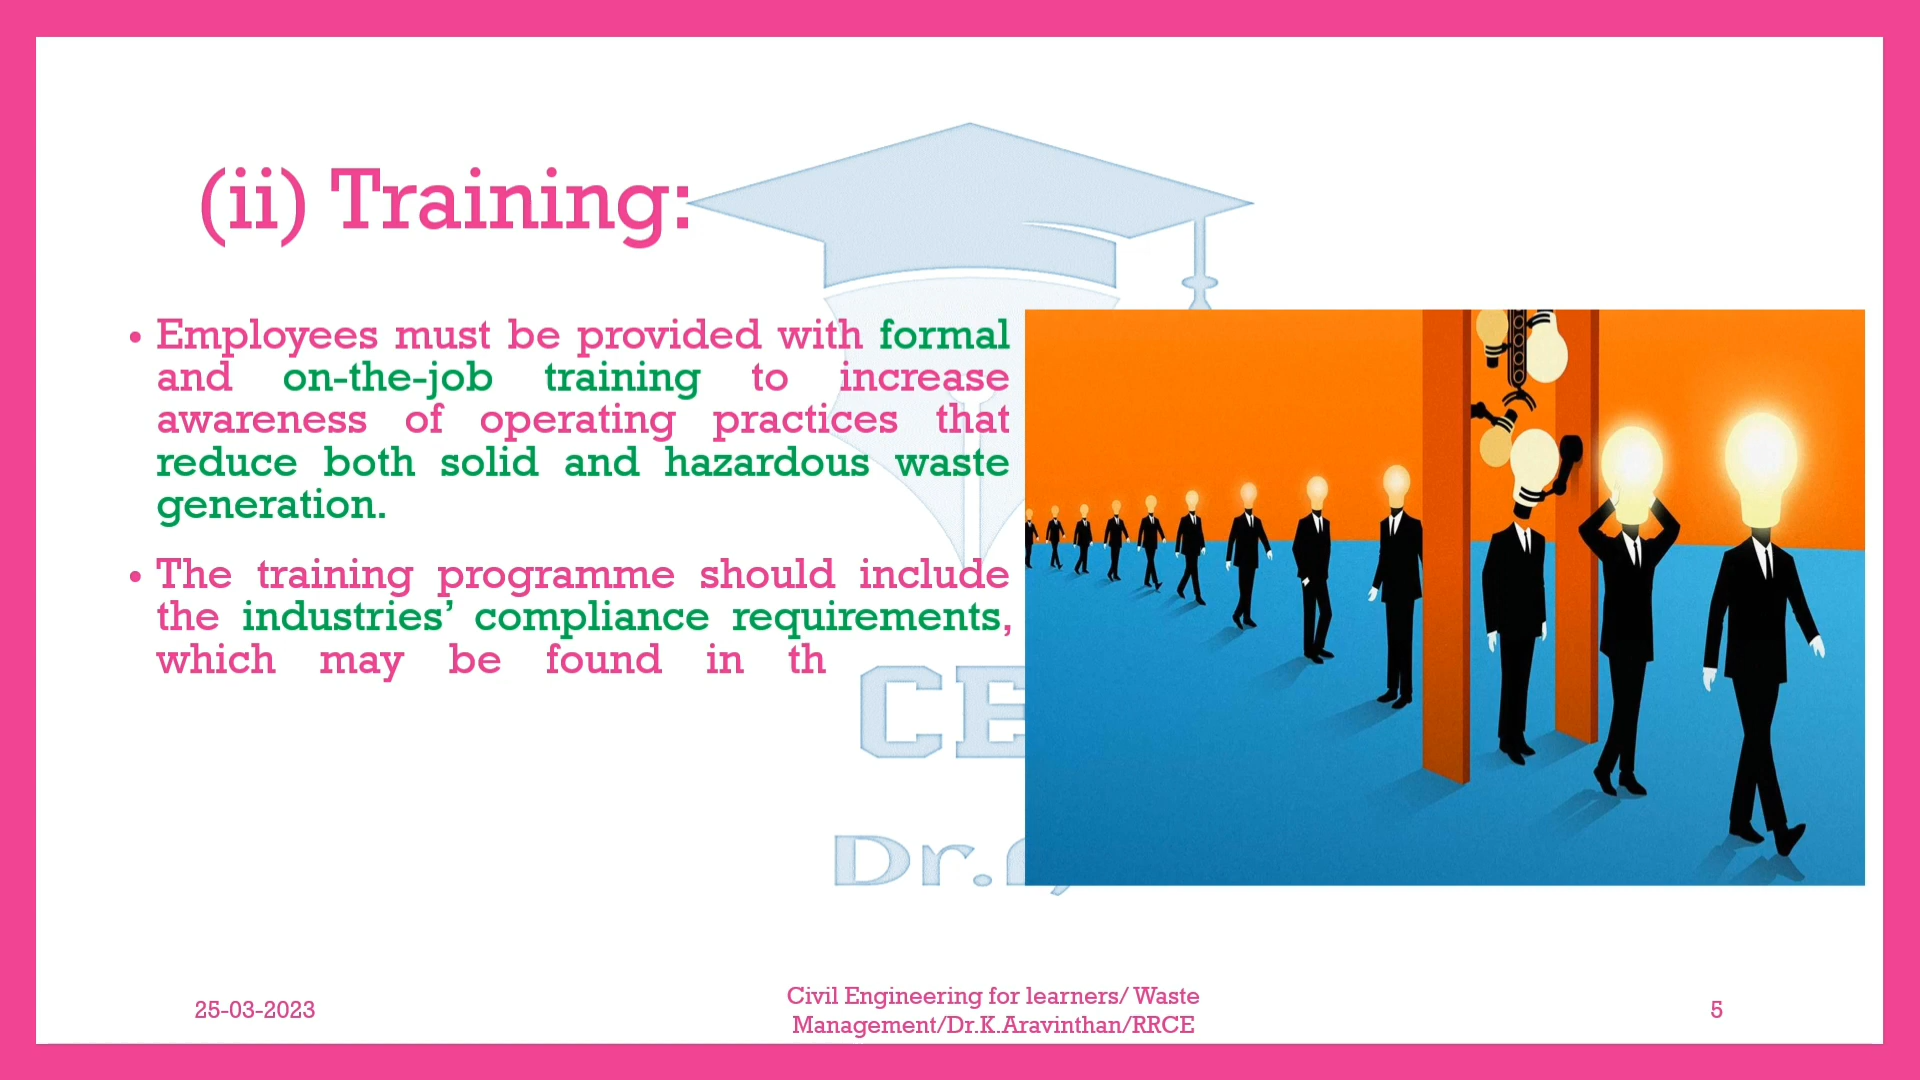 (ii) Training:
• Employees must be provided with formal
and on-the-job training to increase
awareness of operating practices that
reduce both solid and hazardous waste
generation.
• The training programme should include
the industries’ compliance requirements,
which may be found in th
CE
Dr.
25-03-2023
Civil Engineering for learners/ Waste
Management/Dr.K.Aravinthan/RRCE
5